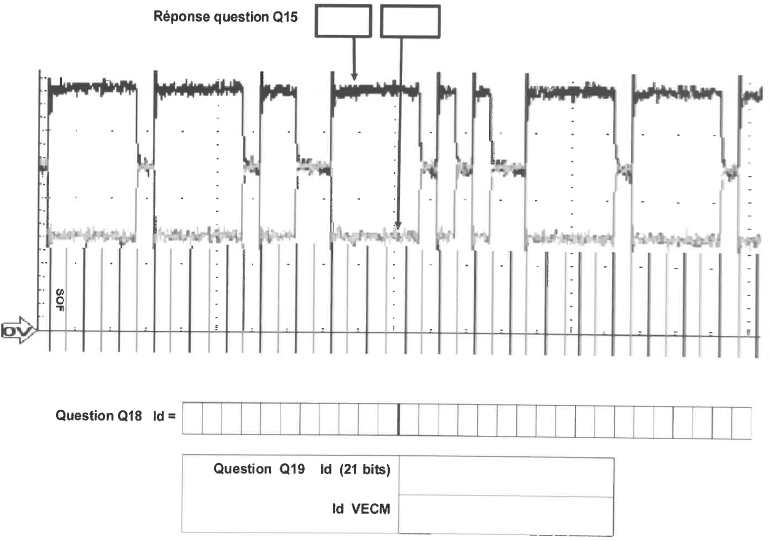 Réponse question Q15
SOF
0V
Question Q18 Id =
Question Q19 Id (21 bits)
Id VECM